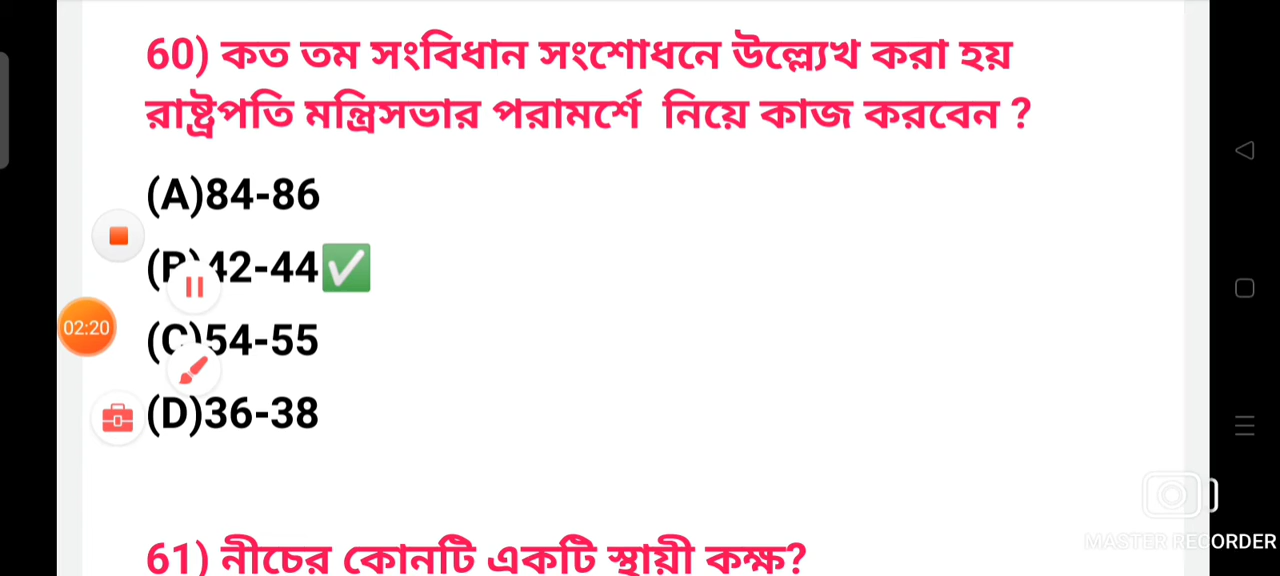 60) কত তম সংবিধান সংশোধনে উল্ল্যেখ করা হয়
রাষ্ট্রপতি মন্ত্রিসভার পরামর্শে নিয়ে কাজ করবেন ?
(A)84-86
(B)42-44✅
02:20
(C)54-55
(D)36-38
MASTER RECORDER
61) নীচের কোনটি একটি স্থায়ী কক্ষ?